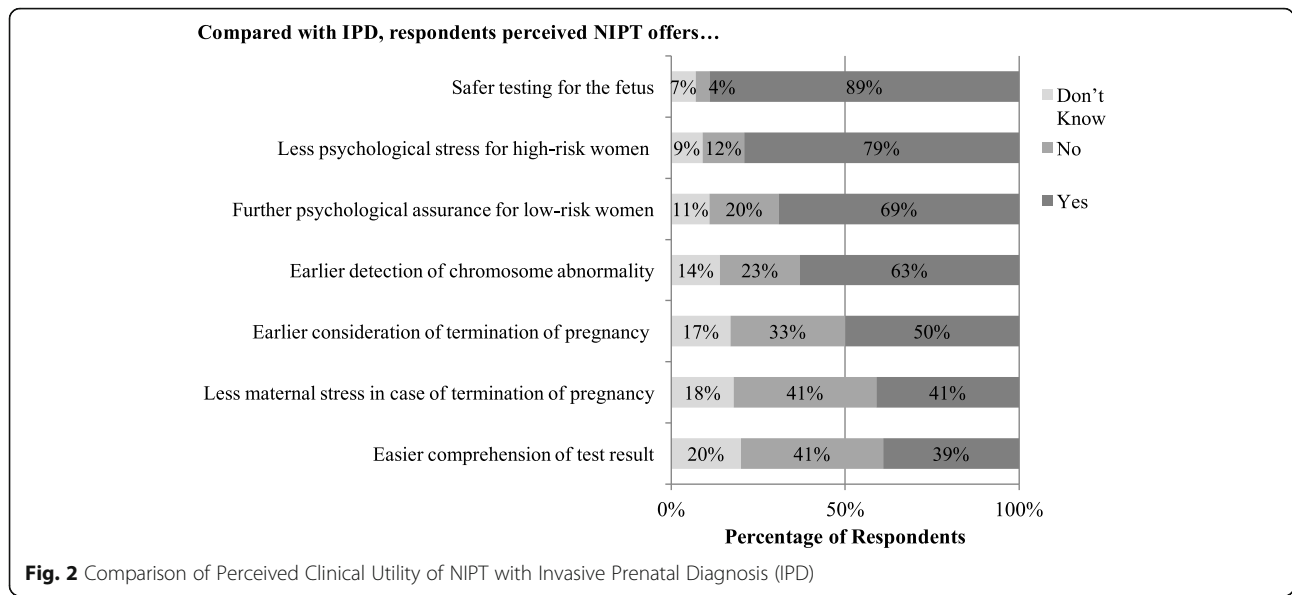 Compared with IPD, respondents perceived NIPT offers…
Safer testing for the fetus 7% 4% 89%
Less psychological stress for high-risk women 9% 12% 79%
Further psychological assurance for low-risk women 11% 20% 69%
Earlier detection of chromosome abnormality 14% 23% 63%
Earlier consideration of termination of pregnancy 17% 33% 50%
Less maternal stress in case of termination of pregnancy 18% 41% 41%
Easier comprehension of test result 20% 41% 39%
0% 50% 100%
Percentage of Respondents
Don't
Know
No
Yes
Fig. 2 Comparison of Perceived Clinical Utility of NIPT with Invasive Prenatal Diagnosis (IPD)